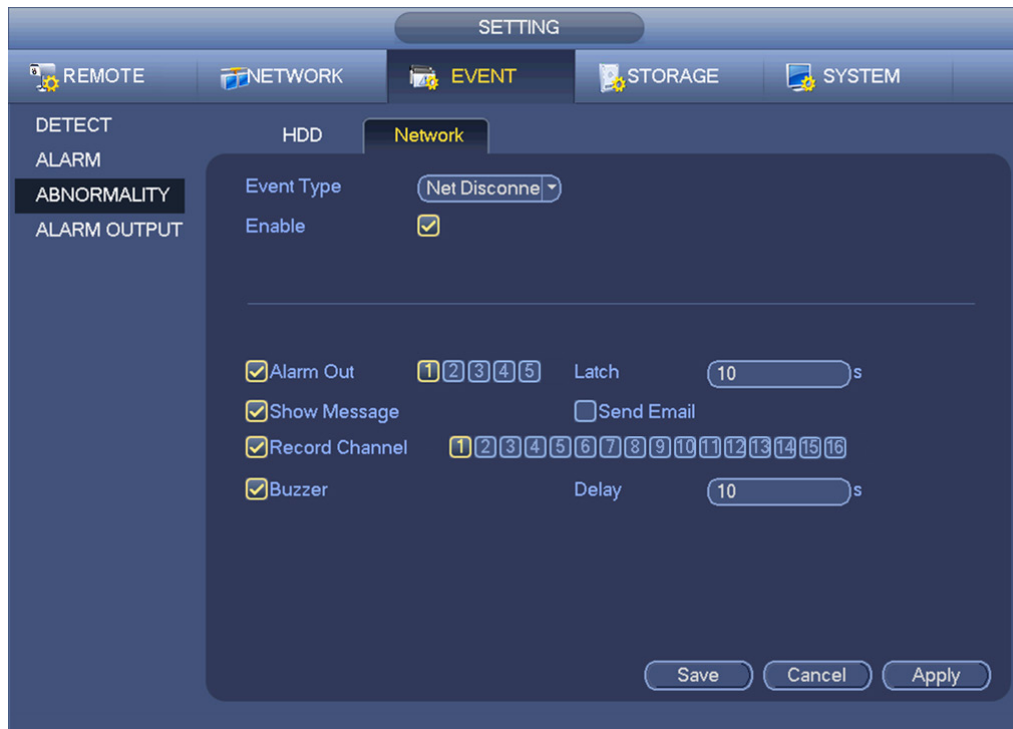 SETTING
REMOTE NETWORK EVENT STORAGE SYSTEM
DETECT
ALARM
ABNORMALITY
ALARM OUTPUT
HDD Network
Event Type Net Disconne
Enable
Alarm Out 1 2 3 4 5 Latch 10 s
Show Message Send Email
Record Channel 1 2 3 4 5 6 7 8 9 10 11 12 13 14 15 16
Buzzer Delay 10 s
Save Cancel Apply